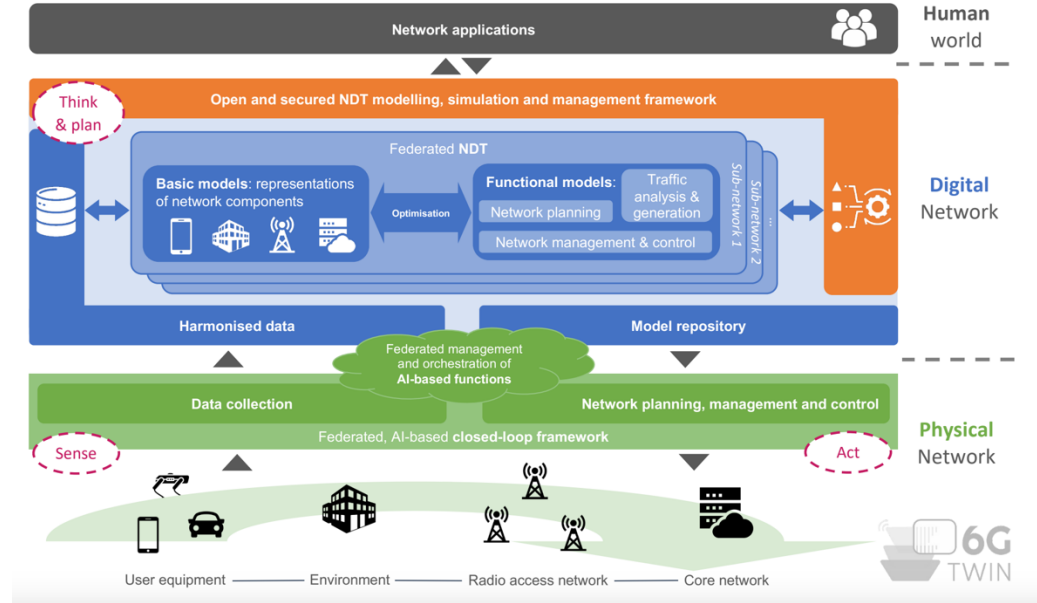 Network applications
Human
world
Think
& plan
Open and secured NDT modelling, simulation and management framework
Federated NDT
Basic models: representations
of network components
Optimisation
Functional models:
Network planning
Traffic
analysis &
generation
Network management & control
Sub-network 1
Sub-network 2
...
Digital
Network
Harmonised data
Model repository
Federated management
and orchestration of
AI-based functions
Data collection
Network planning, management and control
Federated, AI-based closed-loop framework
Sense
Act
Physical
Network
User equipment
Environment
Radio access network
Core network
6G
TWIN